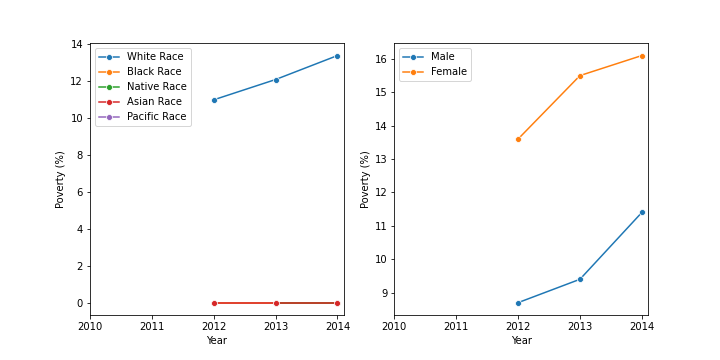 14
12
10
8
6
4
2
0
Poverty (%)
White Race
Black Race
Native Race
Asian Race
Pacific Race
2010 2011 2012 2013 2014
Year
16
15
14
13
12
11
10
9
Poverty (%)
Male
Female
2010 2011 2012 2013 2014
Year